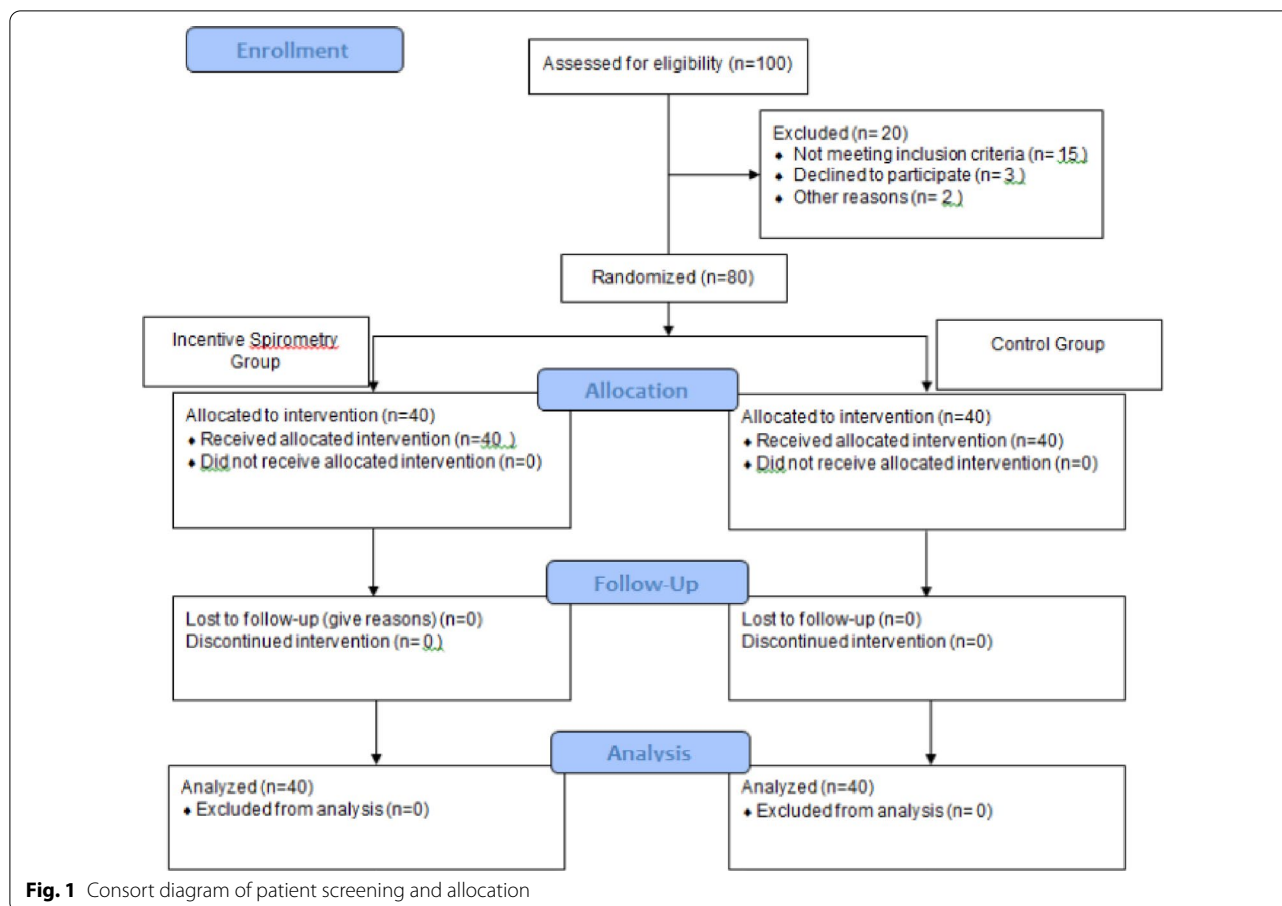 Enrollment
Assessed for eligibility (n=100)
Excluded (n= 20)
♦ Not meeting inclusion criteria (n= 15 )
♦ Declined to participate (n= 3 )
♦ Other reasons (n= 2 )
Randomized (n=80)
Incentive Spirometry
Group
Control Group
Allocation
Allocated to intervention (n=40)
♦ Received allocated intervention (n=40 )
♦ Did not receive allocated intervention (n=0)
Allocated to intervention (n=40)
♦ Received allocated intervention (n=40)
♦ Did not receive allocated intervention (n=0)
Follow-Up
Lost to follow-up (give reasons) (n=0)
Discontinued intervention (n= 0 )
Lost to follow-up (n=0)
Discontinued intervention (n=0)
Analysis
Analyzed (n=40)
♦ Excluded from analysis (n=0)
Analyzed (n=40)
♦ Excluded from analysis (n= 0)
Fig. 1 Consort diagram of patient screening and allocation